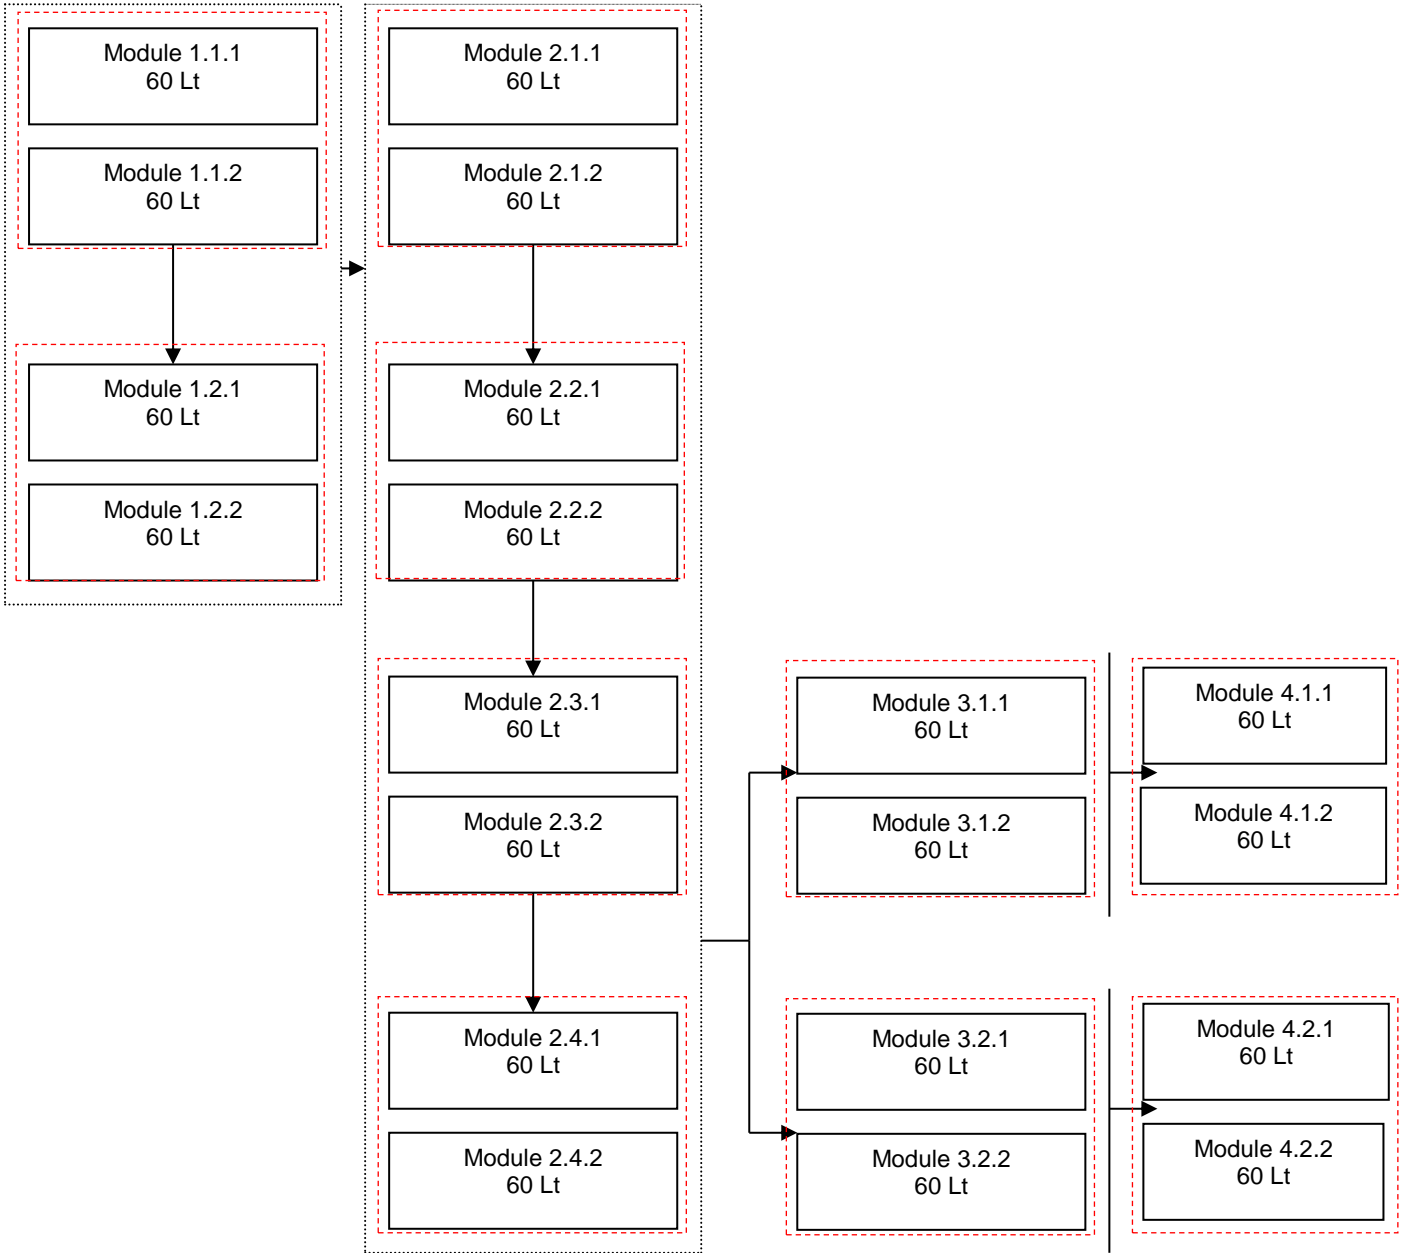 Module 1.1.1
60 Lt
Module 1.1.2
60 Lt
Module 1.2.1
60 Lt
Module 1.2.2
60 Lt
Module 2.1.1
60 Lt
Module 2.1.2
60 Lt
Module 2.2.1
60 Lt
Module 2.2.2
60 Lt
Module 2.3.1
60 Lt
Module 2.3.2
60 Lt
Module 2.4.1
60 Lt
Module 2.4.2
60 Lt
Module 3.1.1
60 Lt
Module 3.1.2
60 Lt
Module 3.2.1
60 Lt
Module 3.2.2
60 Lt
Module 4.1.1
60 Lt
Module 4.1.2
60 Lt
Module 4.2.1
60 Lt
Module 4.2.2
60 Lt